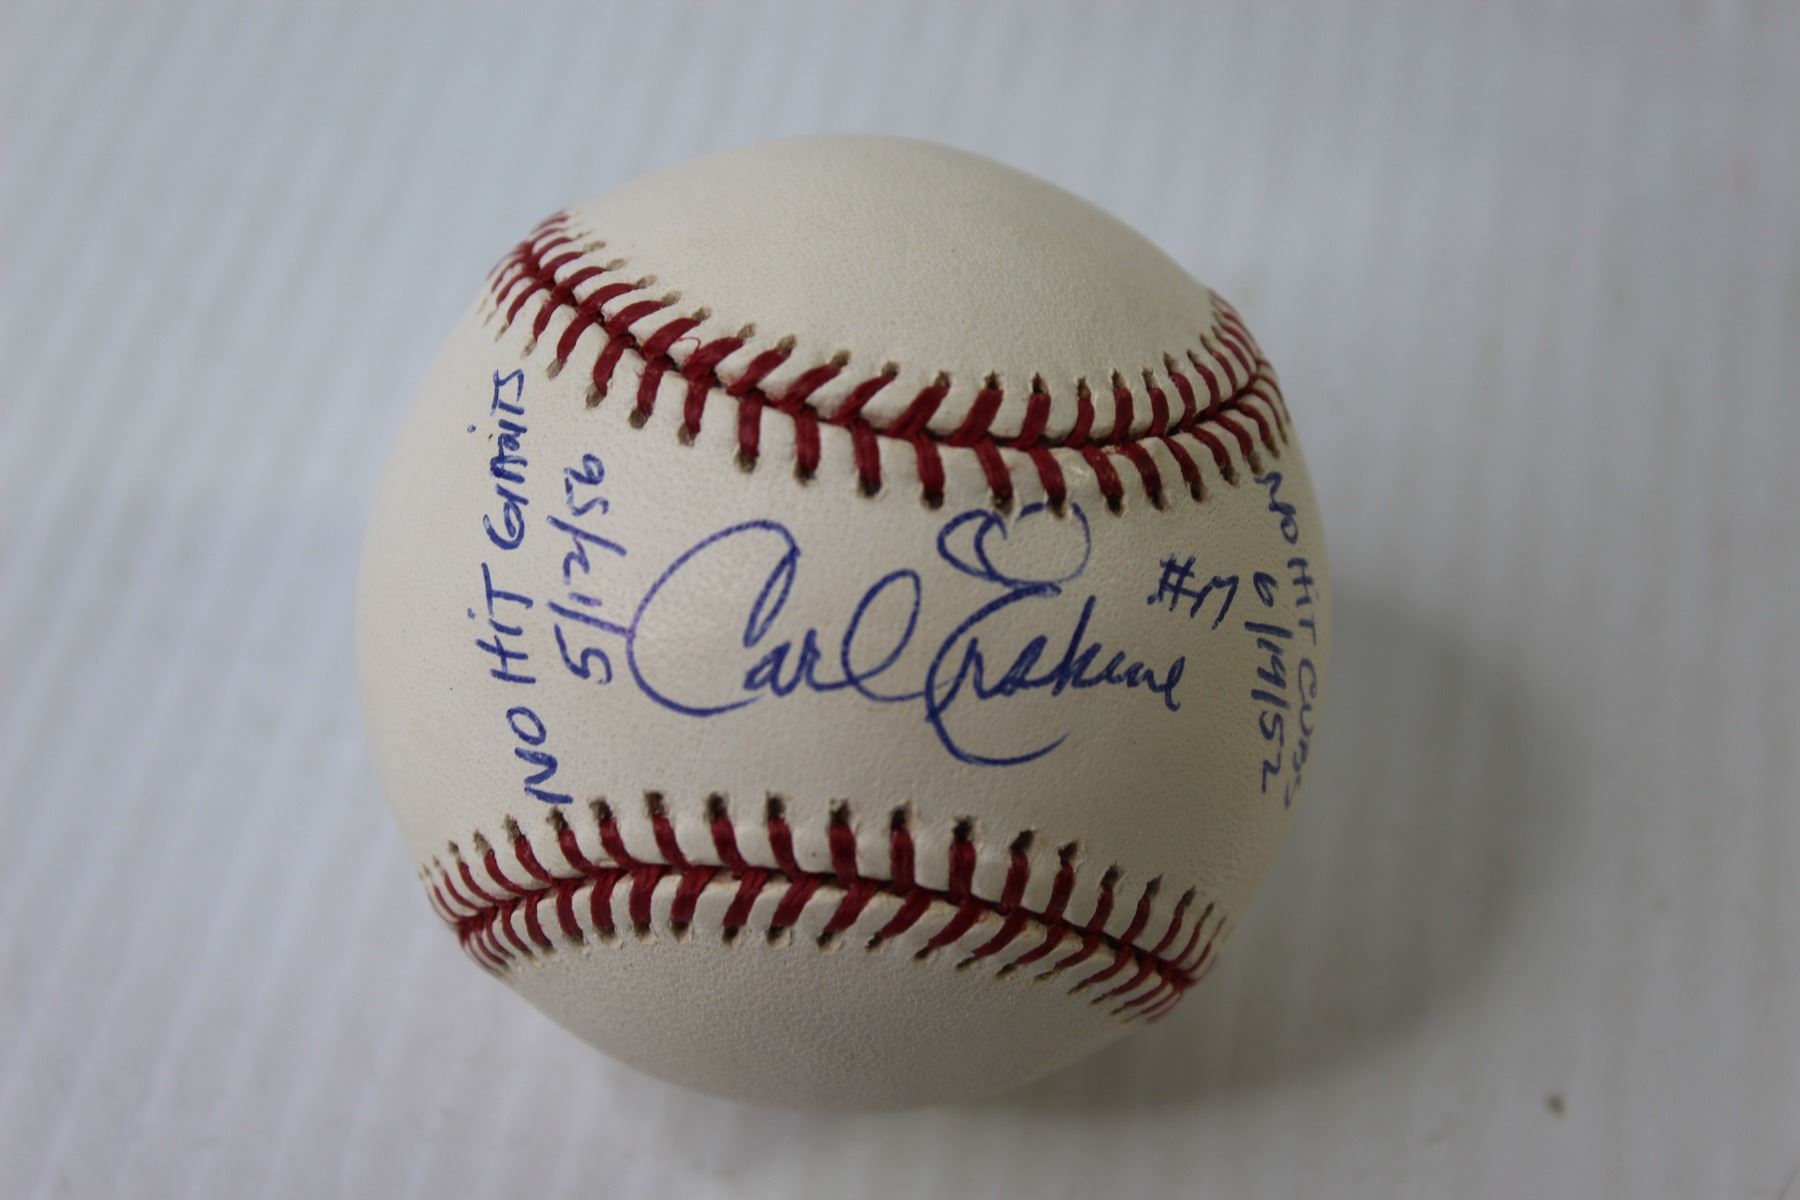 NO HIT GIANTS
5/12/56
Carl Erskine
#17
NO HIT CUBS
6/19/52